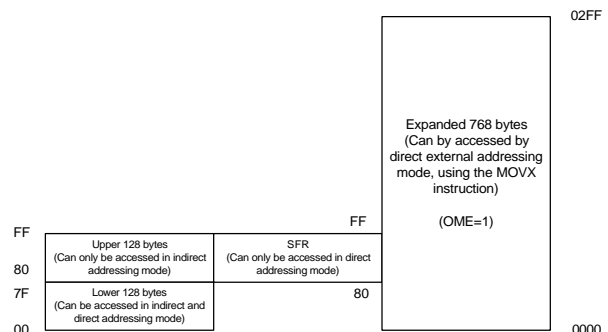 02FF
Expanded 768 bytes
(Can by accessed by
direct external addressing
mode, using the MOVX
instruction)
(OME=1)
FF
FF
Upper 128 bytes
(Can only be accessed in indirect
addressing mode)
SFR
(Can only be accessed in direct
addressing mode)
80
7F
Lower 128 bytes
(Can be accessed in indirect and
direct addressing mode)
80
00
0000